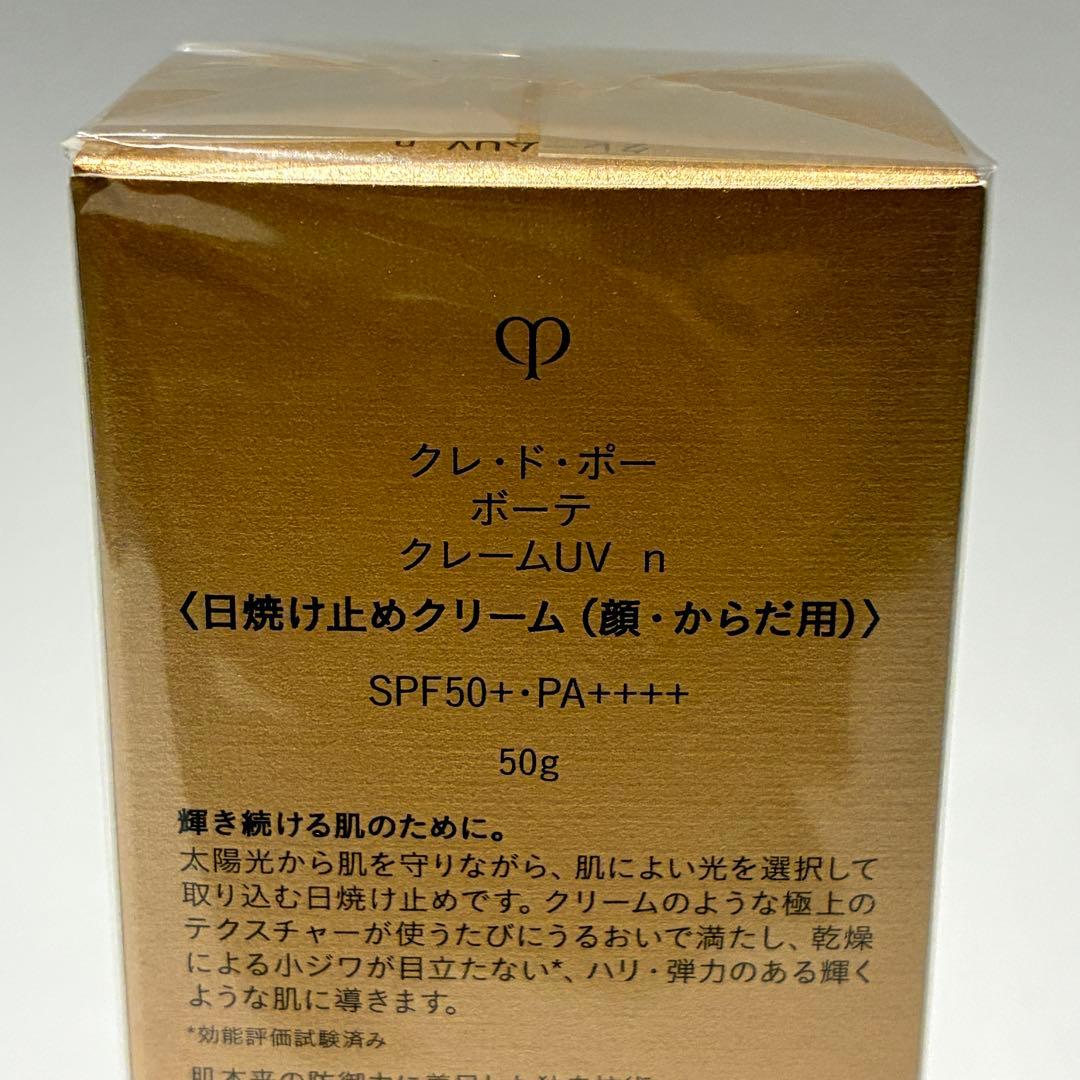 クレ・ド・ポー
ボーテ
クレームUV n
〈日焼け止めクリーム（顔・からだ用）〉
SPF50+・PA++++
50g
輝き続ける肌のために。
太陽光から肌を守りながら、肌によい光を選択して
取り込む日焼け止めです。クリームのような極上の
テクスチャーが使うたびにうるおいで満たし、乾燥
による小ジワが目立たない*、ハリ・弾力のある輝く
ような肌に導きます。
*効能評価試験済み